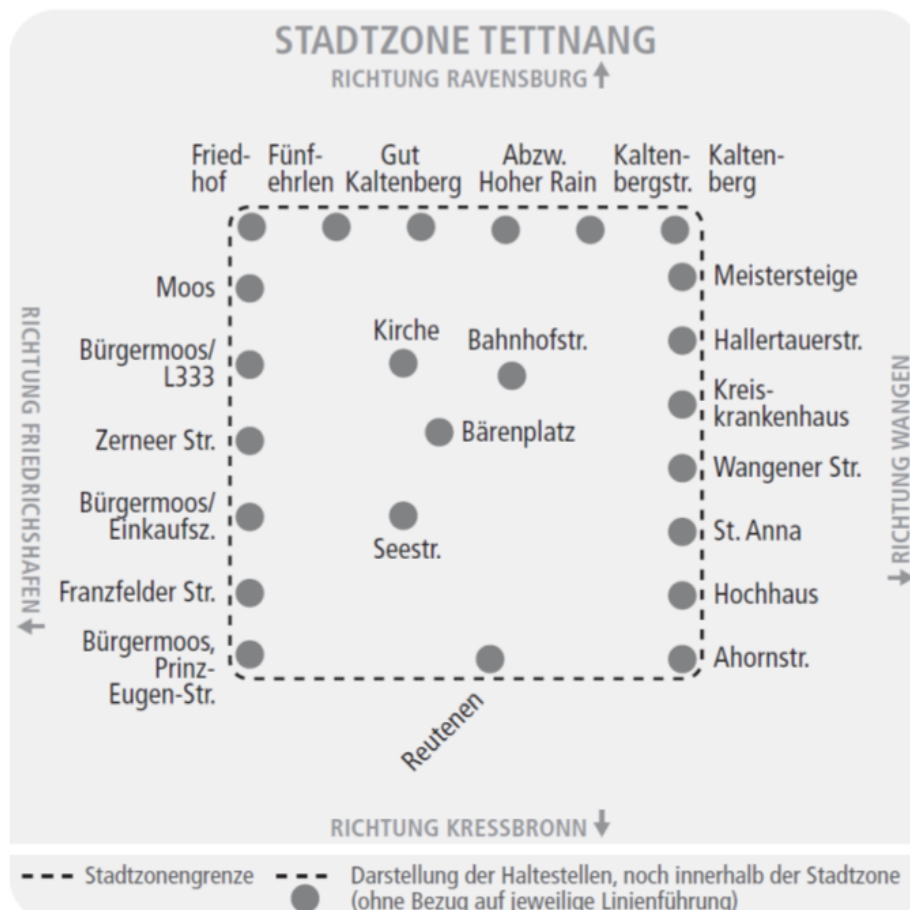 STADTZONE TETTNANG
RICHTUNG RAVENSBURG
Fried-
hof
Fünf-
ehrlen
Gut
Kaltenberg
Abzw.
Hoher Rain
Kalten-
bergstr.
Kalten-
berg
Moos
Bürgermoos/
L333
Zerneer Str.
Bürgermoos/
Einkaufsz.
Franzfelder Str.
Bürgermoos,
Prinz-
Eugen-Str.
Kirche
Bahnhofstr.
Bärenplatz
Seestr.
Meistersteige
Hallertauerstr.
Kreis-
krankenhaus
Wangener Str.
St. Anna
Hochhaus
Ahornstr.
Reutenen
RICHTUNG FRIEDRICHSHAFEN
RICHTUNG WANGEN
RICHTUNG KRESSBRONN
Stadtzonengrenze
Darstellung der Haltestellen, noch innerhalb der Stadtzone
(ohne Bezug auf jeweilige Linienführung)